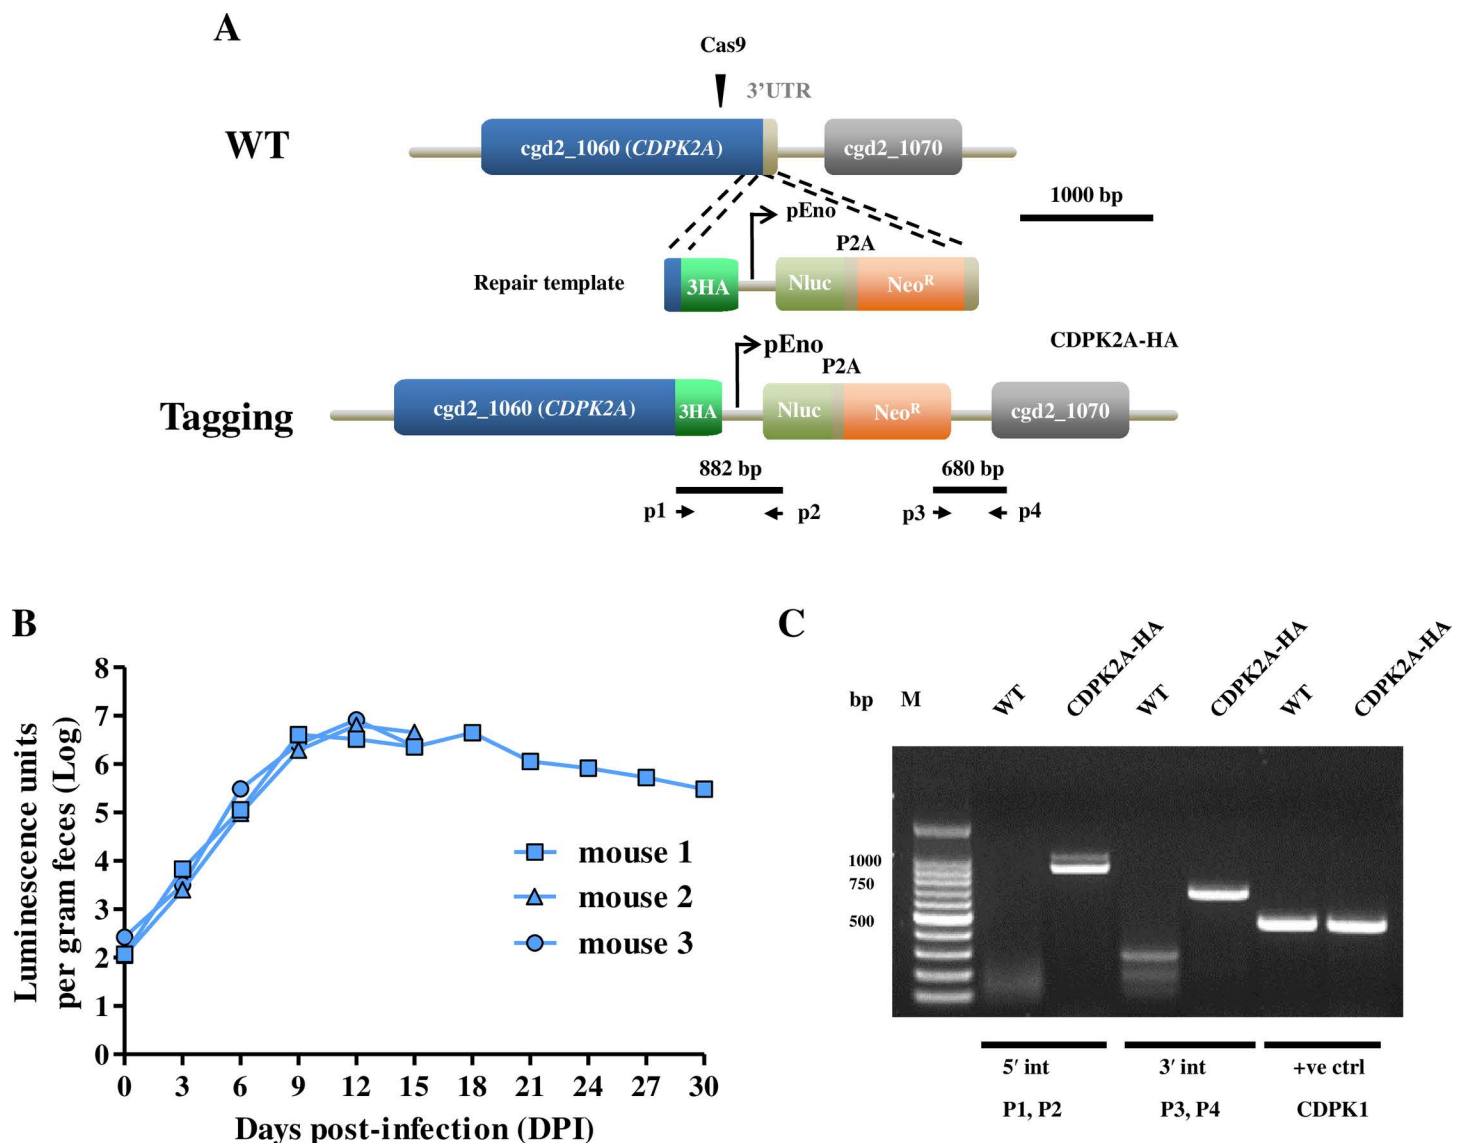 A
Cas9
3’UTR
WT
cgd2_1060 (CDPK2A)
cgd2_1070
1000 bp
pEno
P2A
Repair template
3HA
Nluc
Neo^R
CDPK2A-HA
pEno
P2A
Tagging
cgd2_1060 (CDPK2A)
3HA
Nluc
Neo^R
cgd2_1070
882 bp
680 bp
p1
p2
p3
p4
B
Luminescence units
per gram feces (Log)
8
7
6
5
4
3
2
1
0
mouse 1
mouse 2
mouse 3
0 3 6 9 12 15 18 21 24 27 30
Days post-infection (DPI)
C
bp M WT CDPK2A-HA WT CDPK2A-HA WT CDPK2A-HA
1000
750
500
5′ int 3′ int +ve ctrl
P1, P2 P3, P4 CDPK1